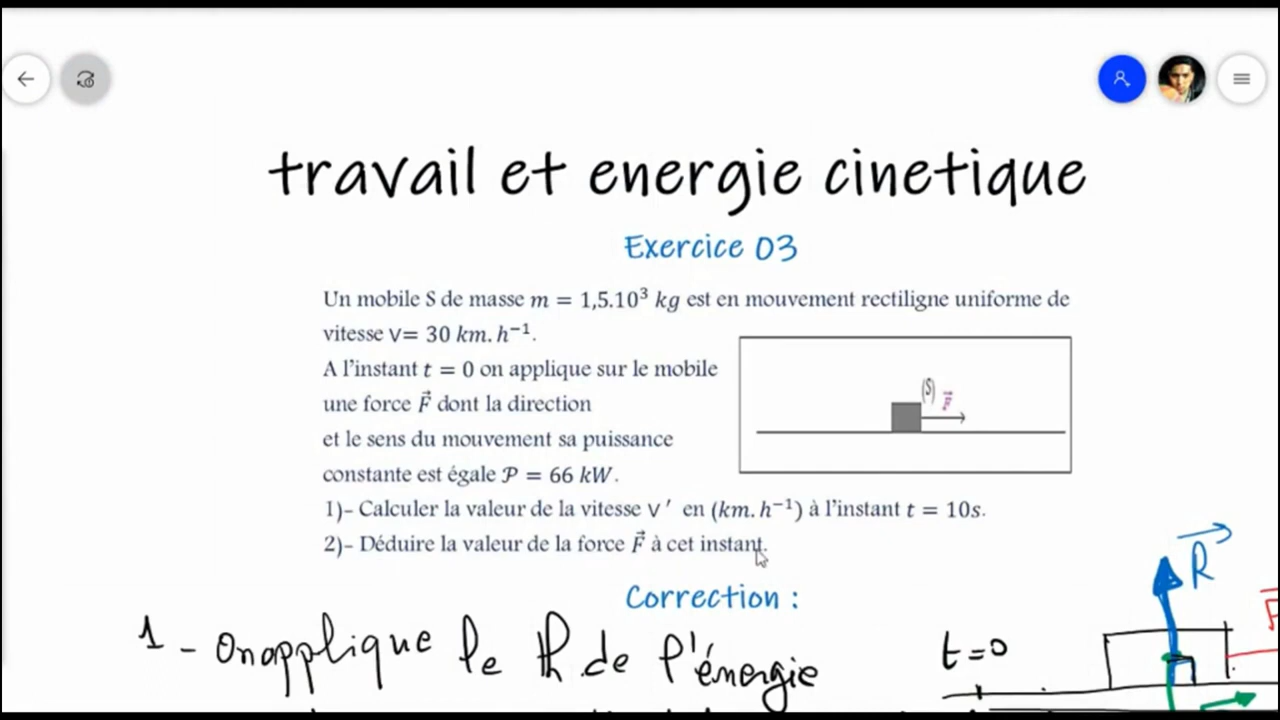 travail et energie cinetique
Exercice 03
Un mobile S de masse m = 1,5.10³ kg est en mouvement rectiligne uniforme de
vitesse v= 30 km. h⁻¹.
A l'instant t = 0 on applique sur le mobile
une force F⃗ dont la direction
et le sens du mouvement sa puissance
constante est égale 𝒫 = 66 kW.
(S) F⃗
1)- Calculer la valeur de la vitesse v ′ en (km. h⁻¹) à l'instant t = 10s.
2)- Déduire la valeur de la force F⃗ à cet instant.
Correction :
1 - On applique le th de l'énergie
t=0
R⃗